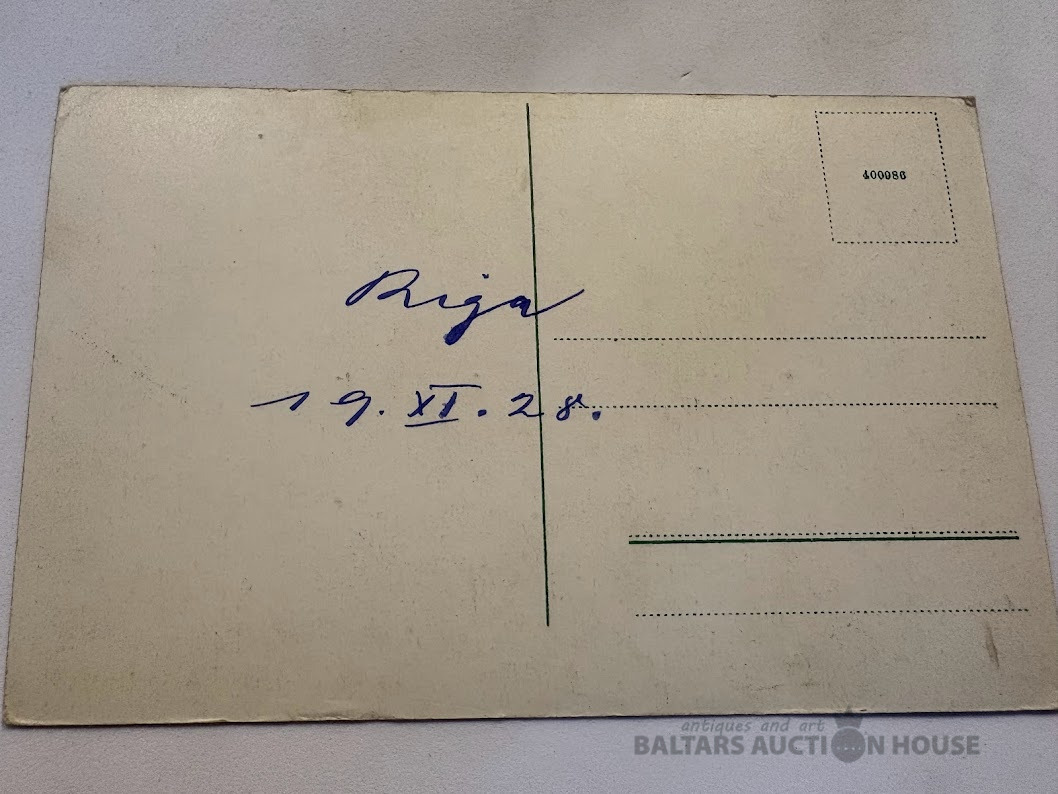 400986
Riga
19. XI. 28.
antiques and art
BALTARS AUCTION HOUSE